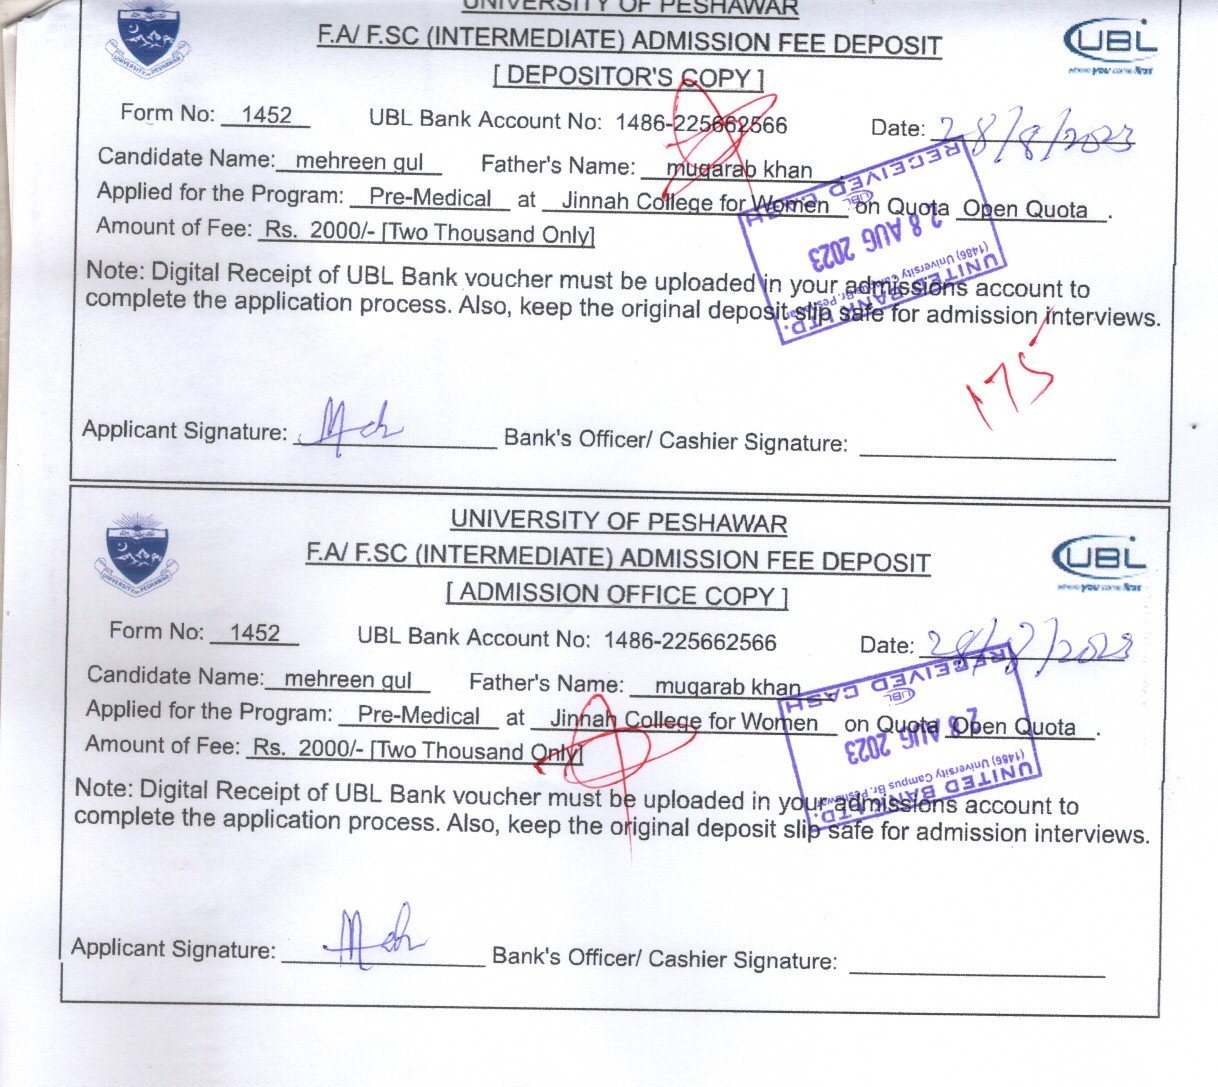 UNIVERSITY OF PESHAWAR
F.A/ F.SC (INTERMEDIATE) ADMISSION FEE DEPOSIT
[ DEPOSITOR'S COPY ]
UBL
where you come first
Form No: 1452 UBL Bank Account No: 1486-225662566 Date: 28/8/2023
Candidate Name: mehreen gul Father's Name: muqarab khan
Applied for the Program: Pre-Medical at Jinnah College for Women on Quota Open Quota .
Amount of Fee: Rs. 2000/- [Two Thousand Only]
RECEIVED CASH
UBL
28 AUG 2023
(1486) University Campus Br. Peshawar
UNITED BANK LTD.
Note: Digital Receipt of UBL Bank voucher must be uploaded in your admissions account to
complete the application process. Also, keep the original deposit slip safe for admission interviews.
175
Applicant Signature: Meh Bank's Officer/ Cashier Signature:
UNIVERSITY OF PESHAWAR
F.A/ F.SC (INTERMEDIATE) ADMISSION FEE DEPOSIT
[ ADMISSION OFFICE COPY ]
UBL
where you come first
Form No: 1452 UBL Bank Account No: 1486-225662566 Date: 28/8/2023
Candidate Name: mehreen gul Father's Name: muqarab khan
Applied for the Program: Pre-Medical at Jinnah College for Women on Quota Open Quota .
Amount of Fee: Rs. 2000/- [Two Thousand Only]
RECEIVED CASH
UBL
28 AUG 2023
(1486) University Campus Br. Peshawar
UNITED BANK LTD.
Note: Digital Receipt of UBL Bank voucher must be uploaded in your admissions account to
complete the application process. Also, keep the original deposit slip safe for admission interviews.
Applicant Signature: Meh Bank's Officer/ Cashier Signature:
UNIVERSITY OF PESHAWAR